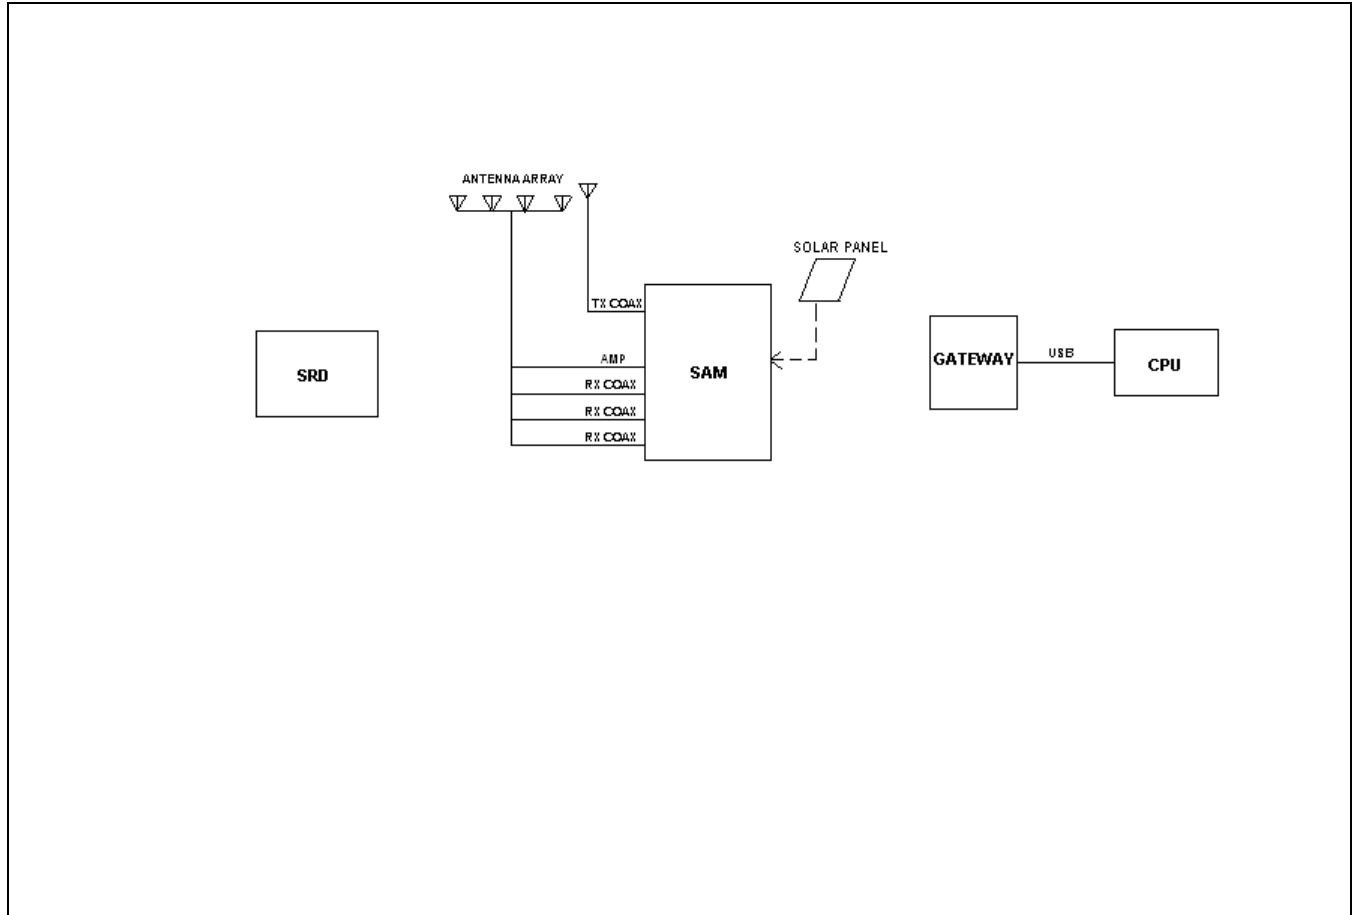 ANTENNA ARRAY
SOLAR PANEL
TX COAX
AMP
RX COAX
RX COAX
RX COAX
SRD
SAM
GATEWAY
USB
CPU